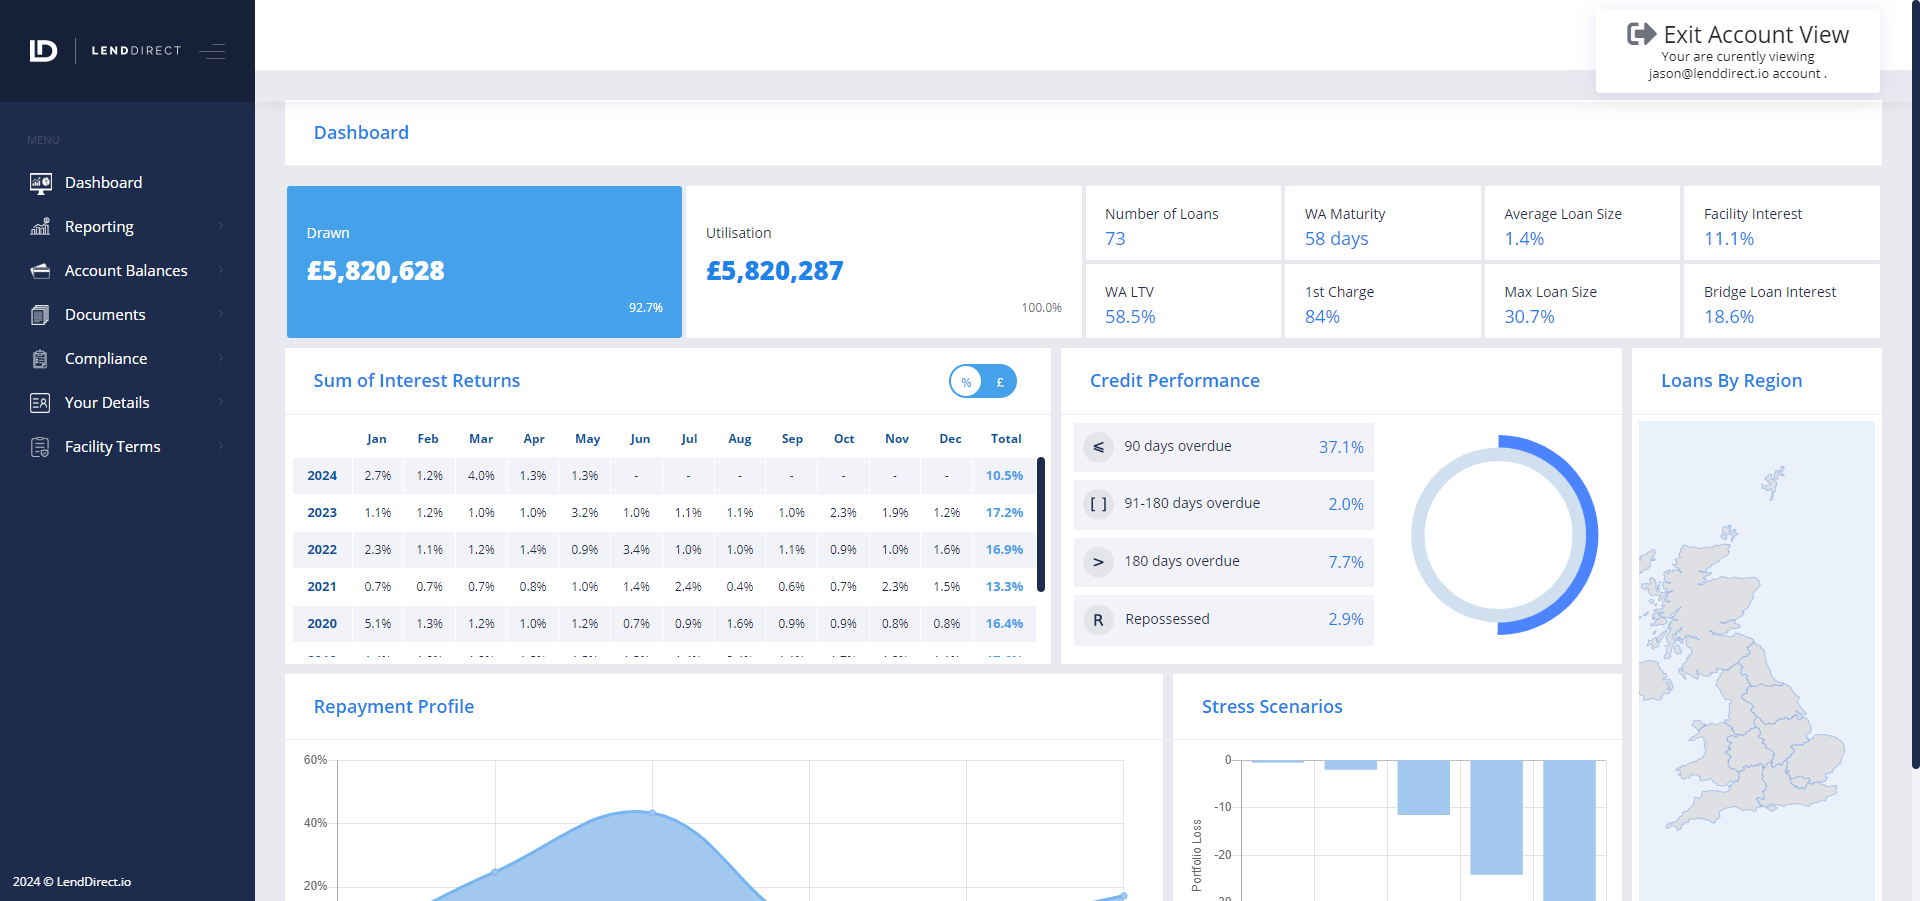 LENDDIRECT
Exit Account View
Your are curently viewing
jason@lenddirect.io account .
MENU
Dashboard
Reporting
Account Balances
Documents
Compliance
Your Details
Facility Terms
2024 © LendDirect.io
Dashboard
Drawn
£5,820,628
92.7%
Utilisation
£5,820,287
100.0%
Number of Loans
73
WA Maturity
58 days
Average Loan Size
1.4%
Facility Interest
11.1%
WA LTV
58.5%
1st Charge
84%
Max Loan Size
30.7%
Bridge Loan Interest
18.6%
Sum of Interest Returns
% £
Jan Feb Mar Apr May Jun Jul Aug Sep Oct Nov Dec Total
2024 2.7% 1.2% 4.0% 1.3% 1.3% - - - - - - - 10.5%
2023 1.1% 1.2% 1.0% 1.0% 3.2% 1.0% 1.1% 1.1% 1.0% 2.3% 1.9% 1.2% 17.2%
2022 2.3% 1.1% 1.2% 1.4% 0.9% 3.4% 1.0% 1.0% 1.1% 0.9% 1.0% 1.6% 16.9%
2021 0.7% 0.7% 0.7% 0.8% 1.0% 1.4% 2.4% 0.4% 0.6% 0.7% 2.3% 1.5% 13.3%
2020 5.1% 1.3% 1.2% 1.0% 1.2% 0.7% 0.9% 1.6% 0.9% 0.9% 0.8% 0.8% 16.4%
Credit Performance
⩽ 90 days overdue 37.1%
[ ] 91-180 days overdue 2.0%
> 180 days overdue 7.7%
R Repossessed 2.9%
Loans By Region
Repayment Profile
60%
40%
20%
Stress Scenarios
0
-10
-20
Portfolio Loss